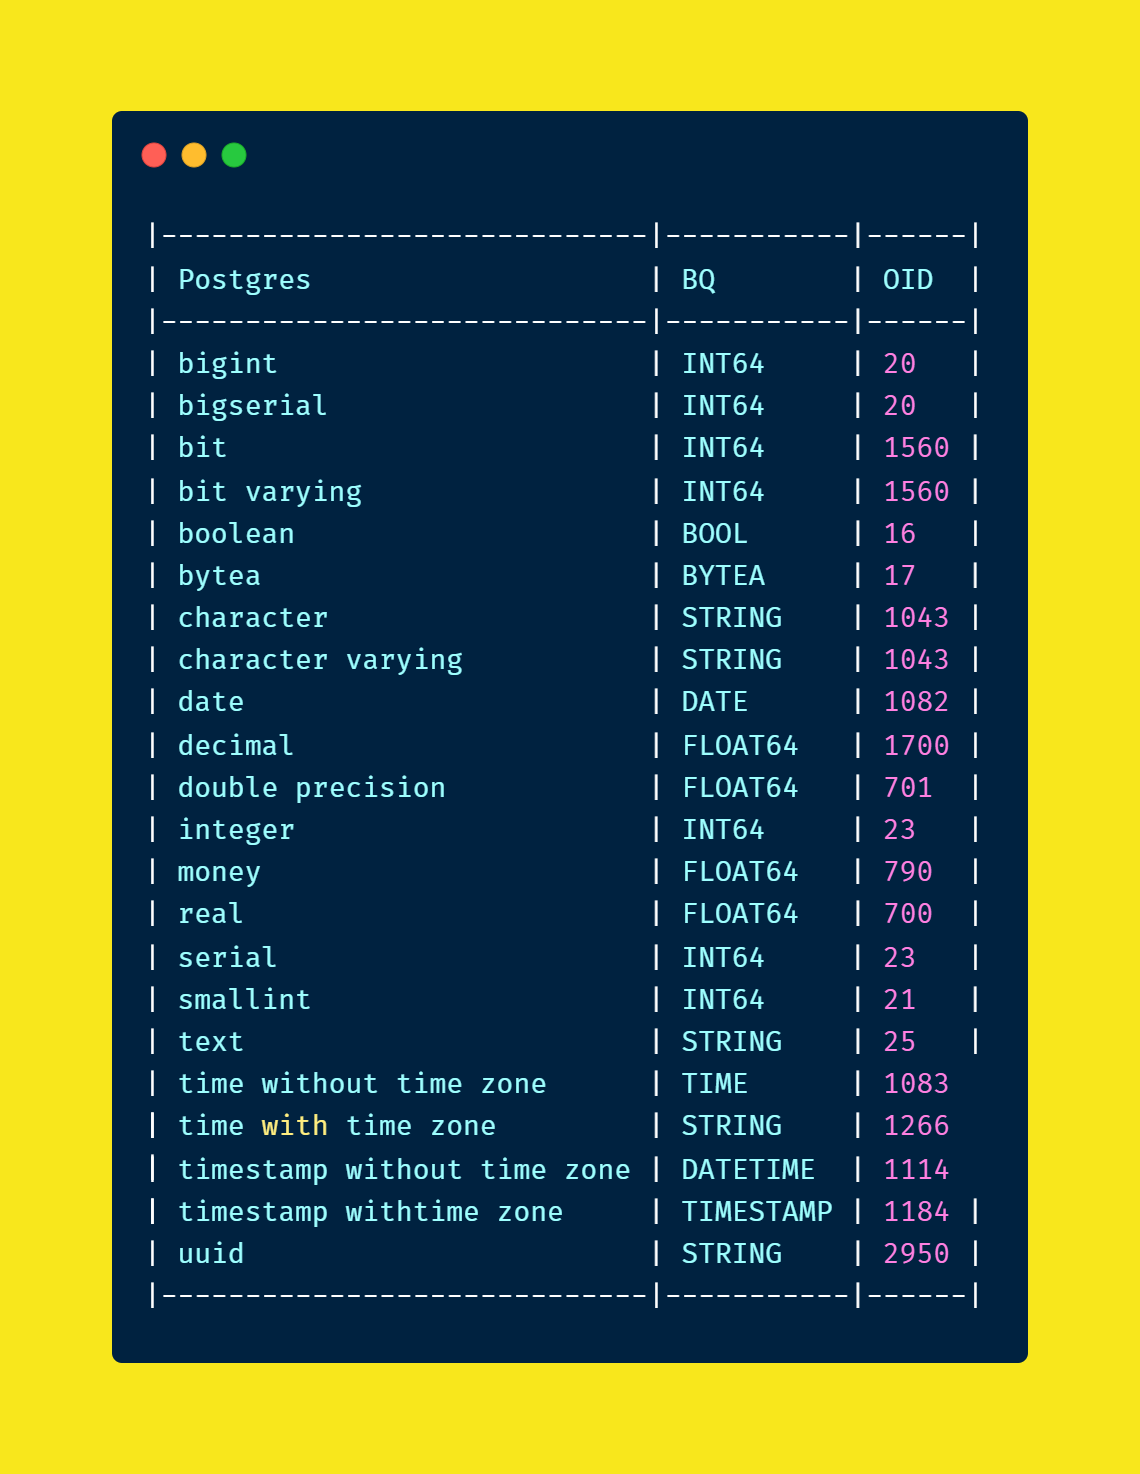 |-------------------------------|-----------|------|
| Postgres                      | BQ        | OID  |
|-------------------------------|-----------|------|
| bigint                        | INT64     | 20   |
| bigserial                     | INT64     | 20   |
| bit                           | INT64     | 1560 |
| bit varying                   | INT64     | 1560 |
| boolean                       | BOOL      | 16   |
| bytea                         | BYTEA     | 17   |
| character                     | STRING    | 1043 |
| character varying             | STRING    | 1043 |
| date                          | DATE      | 1082 |
| decimal                       | FLOAT64   | 1700 |
| double precision              | FLOAT64   | 701  |
| integer                       | INT64     | 23   |
| money                         | FLOAT64   | 790  |
| real                          | FLOAT64   | 700  |
| serial                        | INT64     | 23   |
| smallint                      | INT64     | 21   |
| text                          | STRING    | 25   |
| time without time zone        | TIME      | 1083
| time with time zone           | STRING    | 1266
| timestamp without time zone   | DATETIME  | 1114
| timestamp withtime zone       | TIMESTAMP | 1184 |
| uuid                          | STRING    | 2950 |
|-------------------------------|-----------|------|